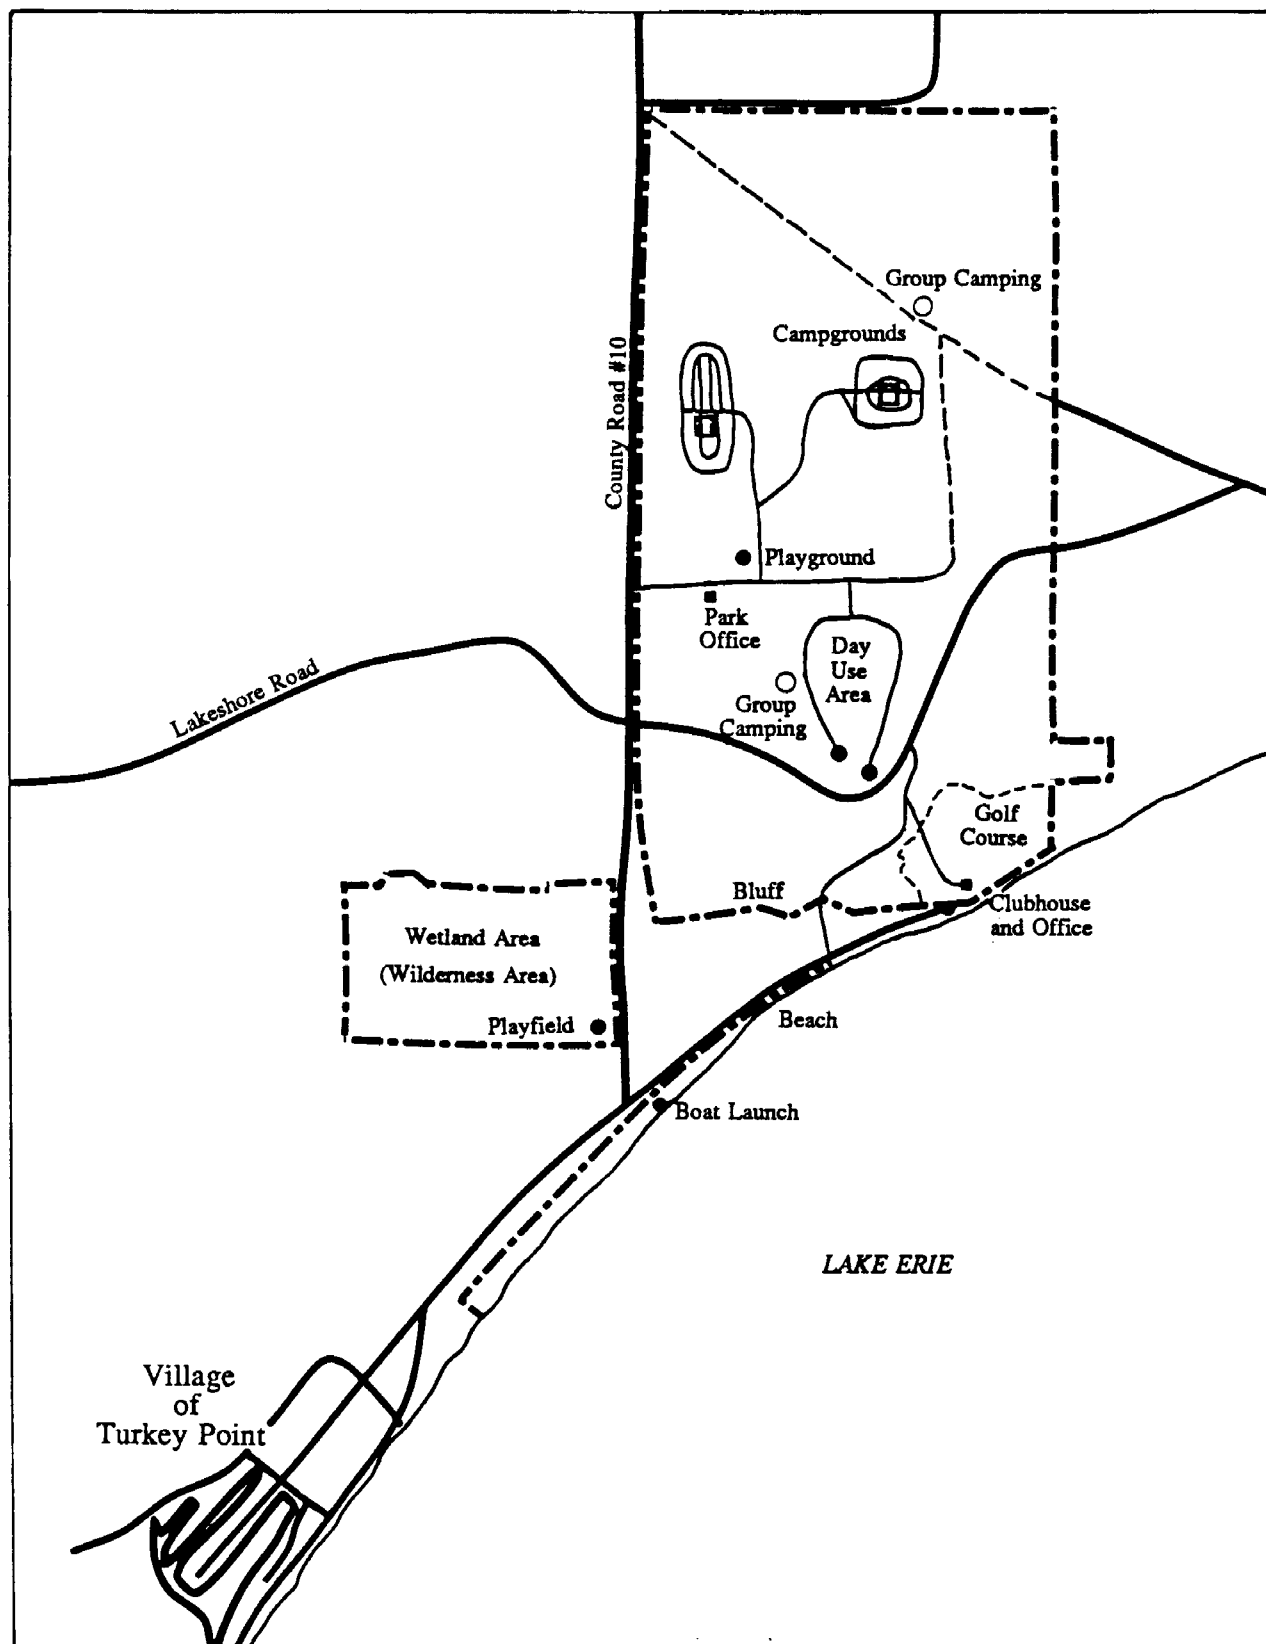 Group Camping
Campgrounds
County Road #10
Playground
Park
Office
Day
Use
Area
Lakeshore Road
Group
Camping
Golf
Course
Bluff
Clubhouse
and Office
Wetland Area
(Wilderness Area)
Playfield
Beach
Boat Launch
LAKE ERIE
Village
of
Turkey Point